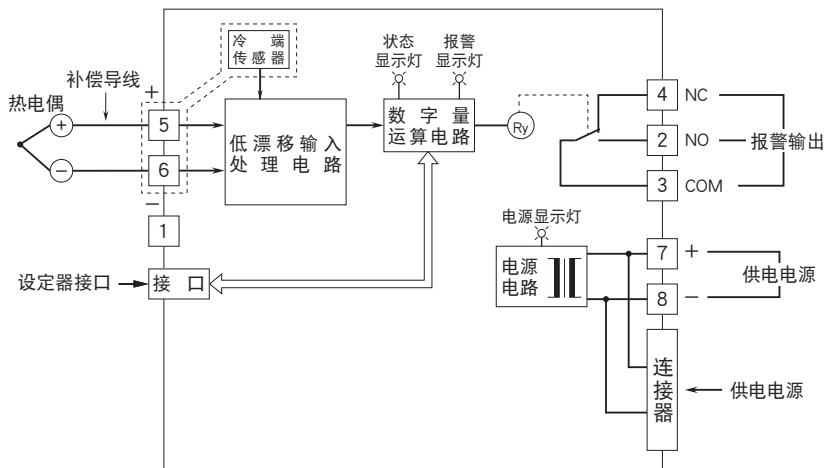 冷端
传感器
状态
显示灯
报警
显示灯
补偿导线
热电偶
+
+
5
−
6
−
1
低漂移输入
处理电路
数字量
运算电路
Ry
4 NC
2 NO
3 COM
报警输出
电源显示灯
电源
电路
7 +
8 −
供电电源
设定器接口
接口
连接器
供电电源